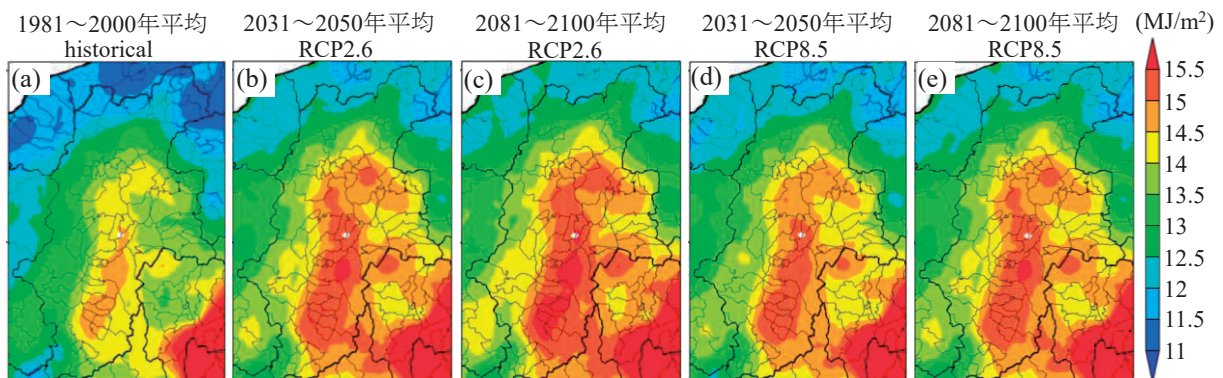 1981～2000年平均
historical
2031～2050年平均
RCP2.6
2081～2100年平均
RCP2.6
2031～2050年平均
RCP8.5
2081～2100年平均
RCP8.5
(MJ/m²)
(a)
(b)
(c)
(d)
(e)
15.5
15
14.5
14
13.5
13
12.5
12
11.5
11